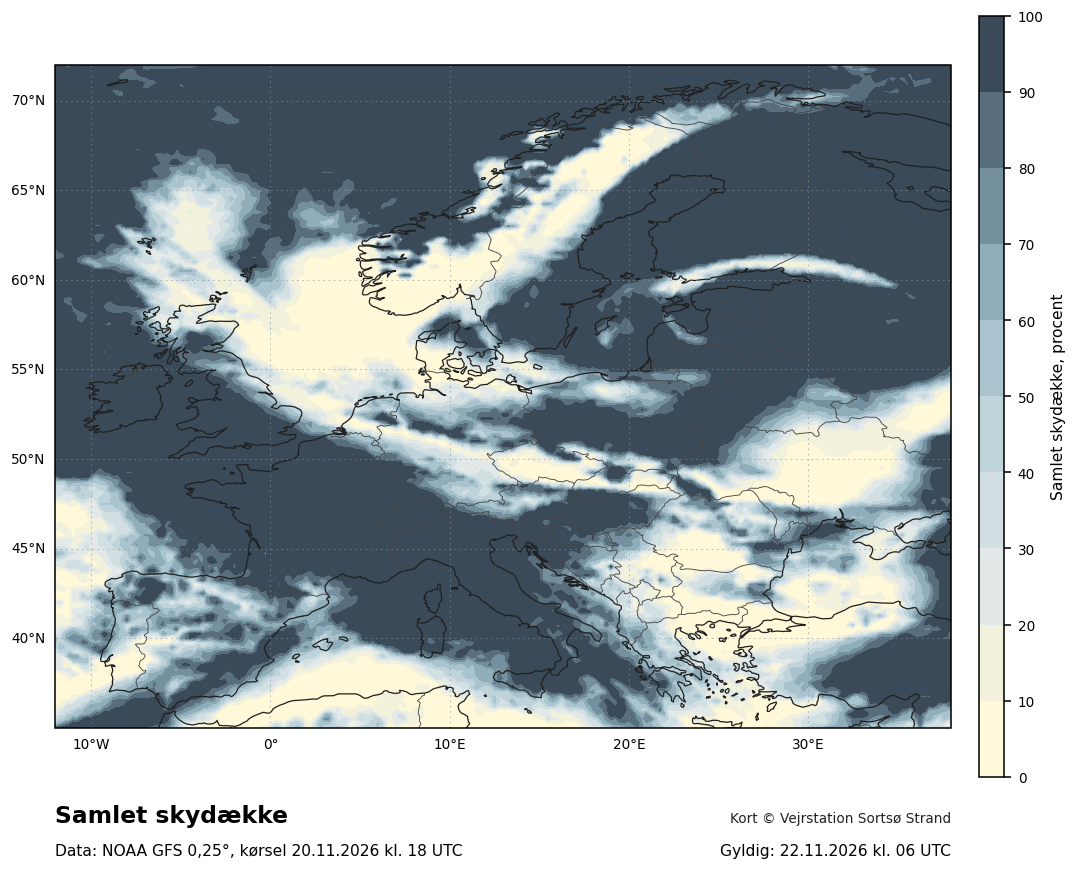 100
90
80
70
60
50
40
30
20
10
0
Samlet skydække, procent
70°N
65°N
60°N
55°N
50°N
45°N
40°N
10°W
0°
10°E
20°E
30°E
Samlet skydække
Kort © Vejrstation Sortsø Strand
Data: NOAA GFS 0,25°, kørsel 20.11.2026 kl. 18 UTC
Gyldig: 22.11.2026 kl. 06 UTC